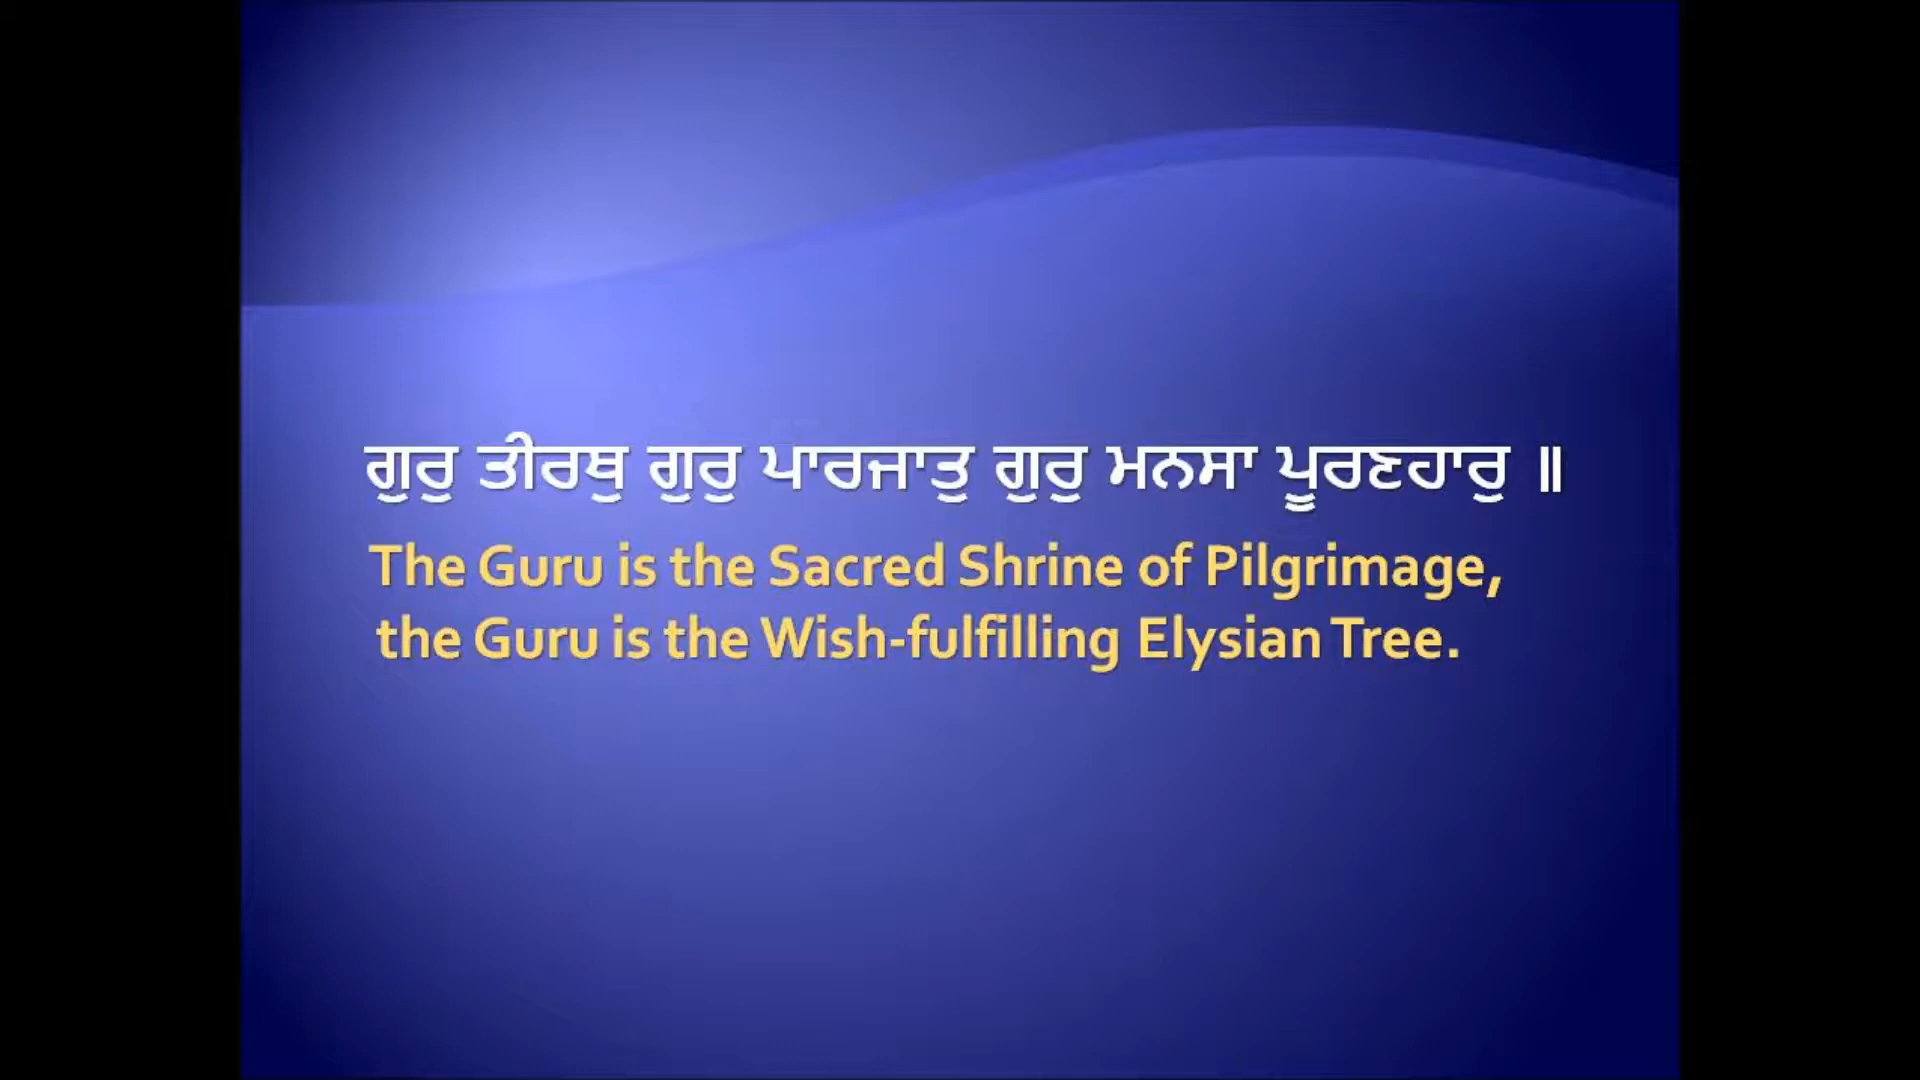 ਗੁਰੁ ਤੀਰਥੁ ਗੁਰੁ ਪਾਰਜਾਤੁ ਗੁਰੁ ਮਨਸਾ ਪੂਰਣਹਾਰੁ ॥
The Guru is the Sacred Shrine of Pilgrimage,
the Guru is the Wish-fulfilling Elysian Tree.